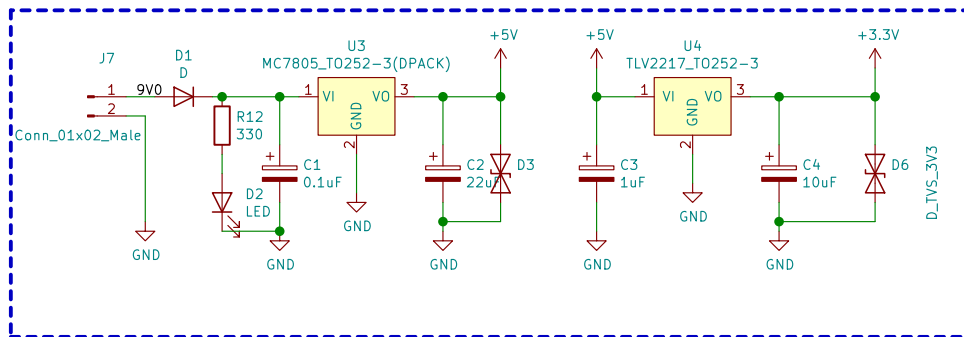 J7
1
2
9V0
Conn_01x02_Male
GND
D1
D
R12
330
D2
LED
C1
0.1uF
GND
U3
MC7805_TO252-3(DPACK)
1
VI
VO
3
GND
2
GND
+5V
C2
22uF
D3
GND
+5V
C3
1uF
GND
U4
TLV2217_TO252-3
1
VI
VO
3
GND
2
GND
+3.3V
C4
10uF
D6
D_TVS_3V3
GND